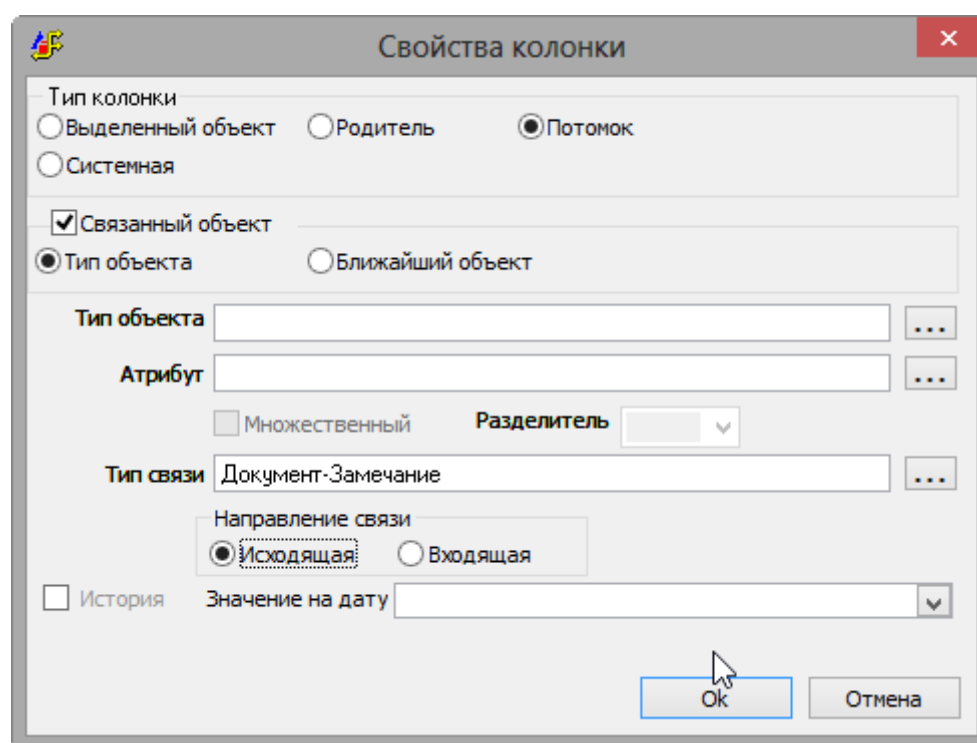 Свойства колонки
Тип колонки
Выделенный объект Родитель Потомок
Системная
Связанный объект
Тип объекта Ближайший объект
Тип объекта ...
Атрибут ...
Множественный Разделитель
Тип связи Документ-Замечание ...
Направление связи
Исходящая Входящая
История Значение на дату
Ok Отмена